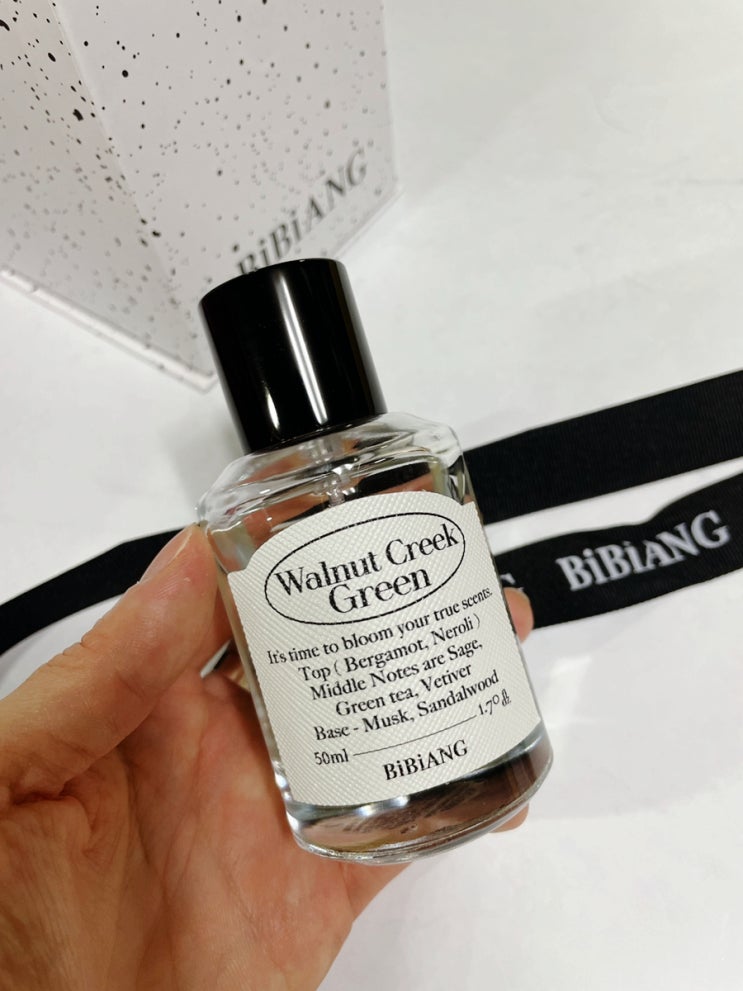 BiBiANG
Walnut Creek
Green
It's time to bloom your true scents.
Top ( Bergamot, Neroli )
Middle Notes are Sage,
Green tea, Vetiver
Base - Musk, Sandalwood
50ml 1.70 fl.
BiBiANG
BiBiANG